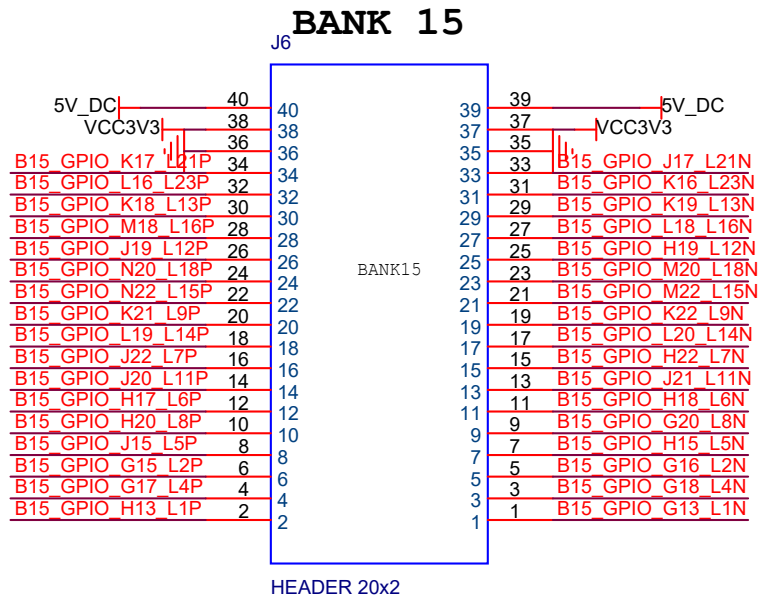 BANK 15
J6
5V_DC 40 40 39 39 5V_DC
VCC3V3 38 38 37 37 VCC3V3
36 36 35 35
B15_GPIO_K17_L21P 34 34 33 33 B15_GPIO_J17_L21N
B15_GPIO_L16_L23P 32 32 31 31 B15_GPIO_K16_L23N
B15_GPIO_K18_L13P 30 30 29 29 B15_GPIO_K19_L13N
B15_GPIO_M18_L16P 28 28 27 27 B15_GPIO_L18_L16N
B15_GPIO_J19_L12P 26 26 25 25 B15_GPIO_H19_L12N
B15_GPIO_N20_L18P 24 24 23 23 B15_GPIO_M20_L18N
BANK15
B15_GPIO_N22_L15P 22 22 21 21 B15_GPIO_M22_L15N
B15_GPIO_K21_L9P 20 20 19 19 B15_GPIO_K22_L9N
B15_GPIO_L19_L14P 18 18 17 17 B15_GPIO_L20_L14N
B15_GPIO_J22_L7P 16 16 15 15 B15_GPIO_H22_L7N
B15_GPIO_J20_L11P 14 14 13 13 B15_GPIO_J21_L11N
B15_GPIO_H17_L6P 12 12 11 11 B15_GPIO_H18_L6N
B15_GPIO_H20_L8P 10 10 9 9 B15_GPIO_G20_L8N
B15_GPIO_J15_L5P 8 8 7 7 B15_GPIO_H15_L5N
B15_GPIO_G15_L2P 6 6 5 5 B15_GPIO_G16_L2N
B15_GPIO_G17_L4P 4 4 3 3 B15_GPIO_G18_L4N
B15_GPIO_H13_L1P 2 2 1 1 B15_GPIO_G13_L1N
HEADER 20x2